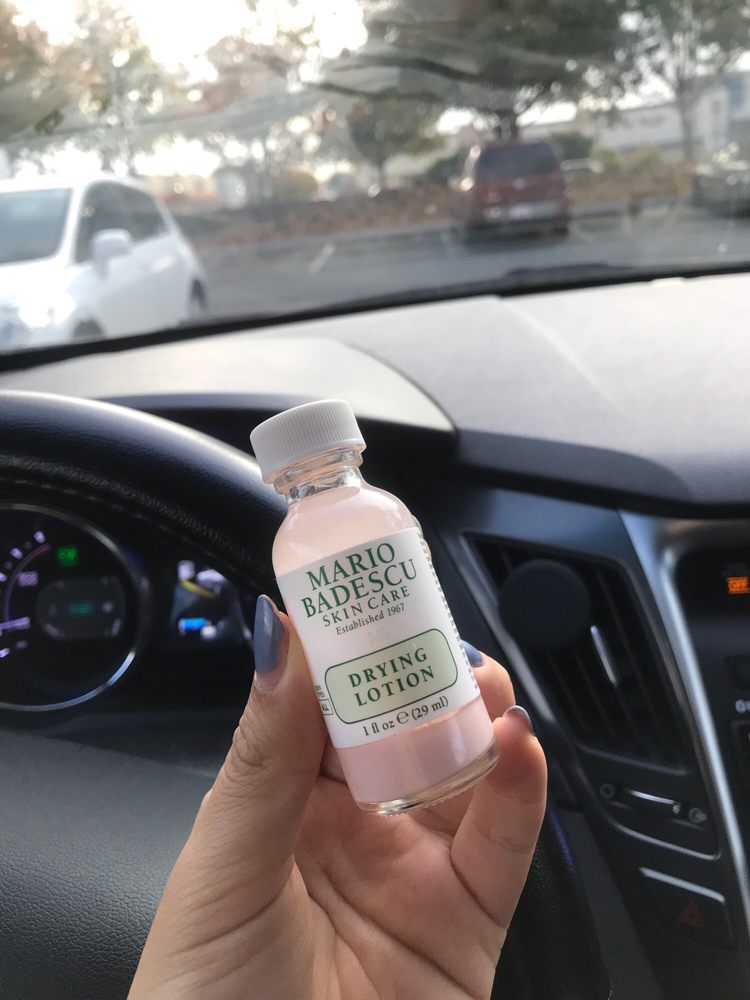 MARIO
BADESCU
SKIN CARE
Established 1967
DRYING
LOTION
1 fl oz ℮ (29 ml)